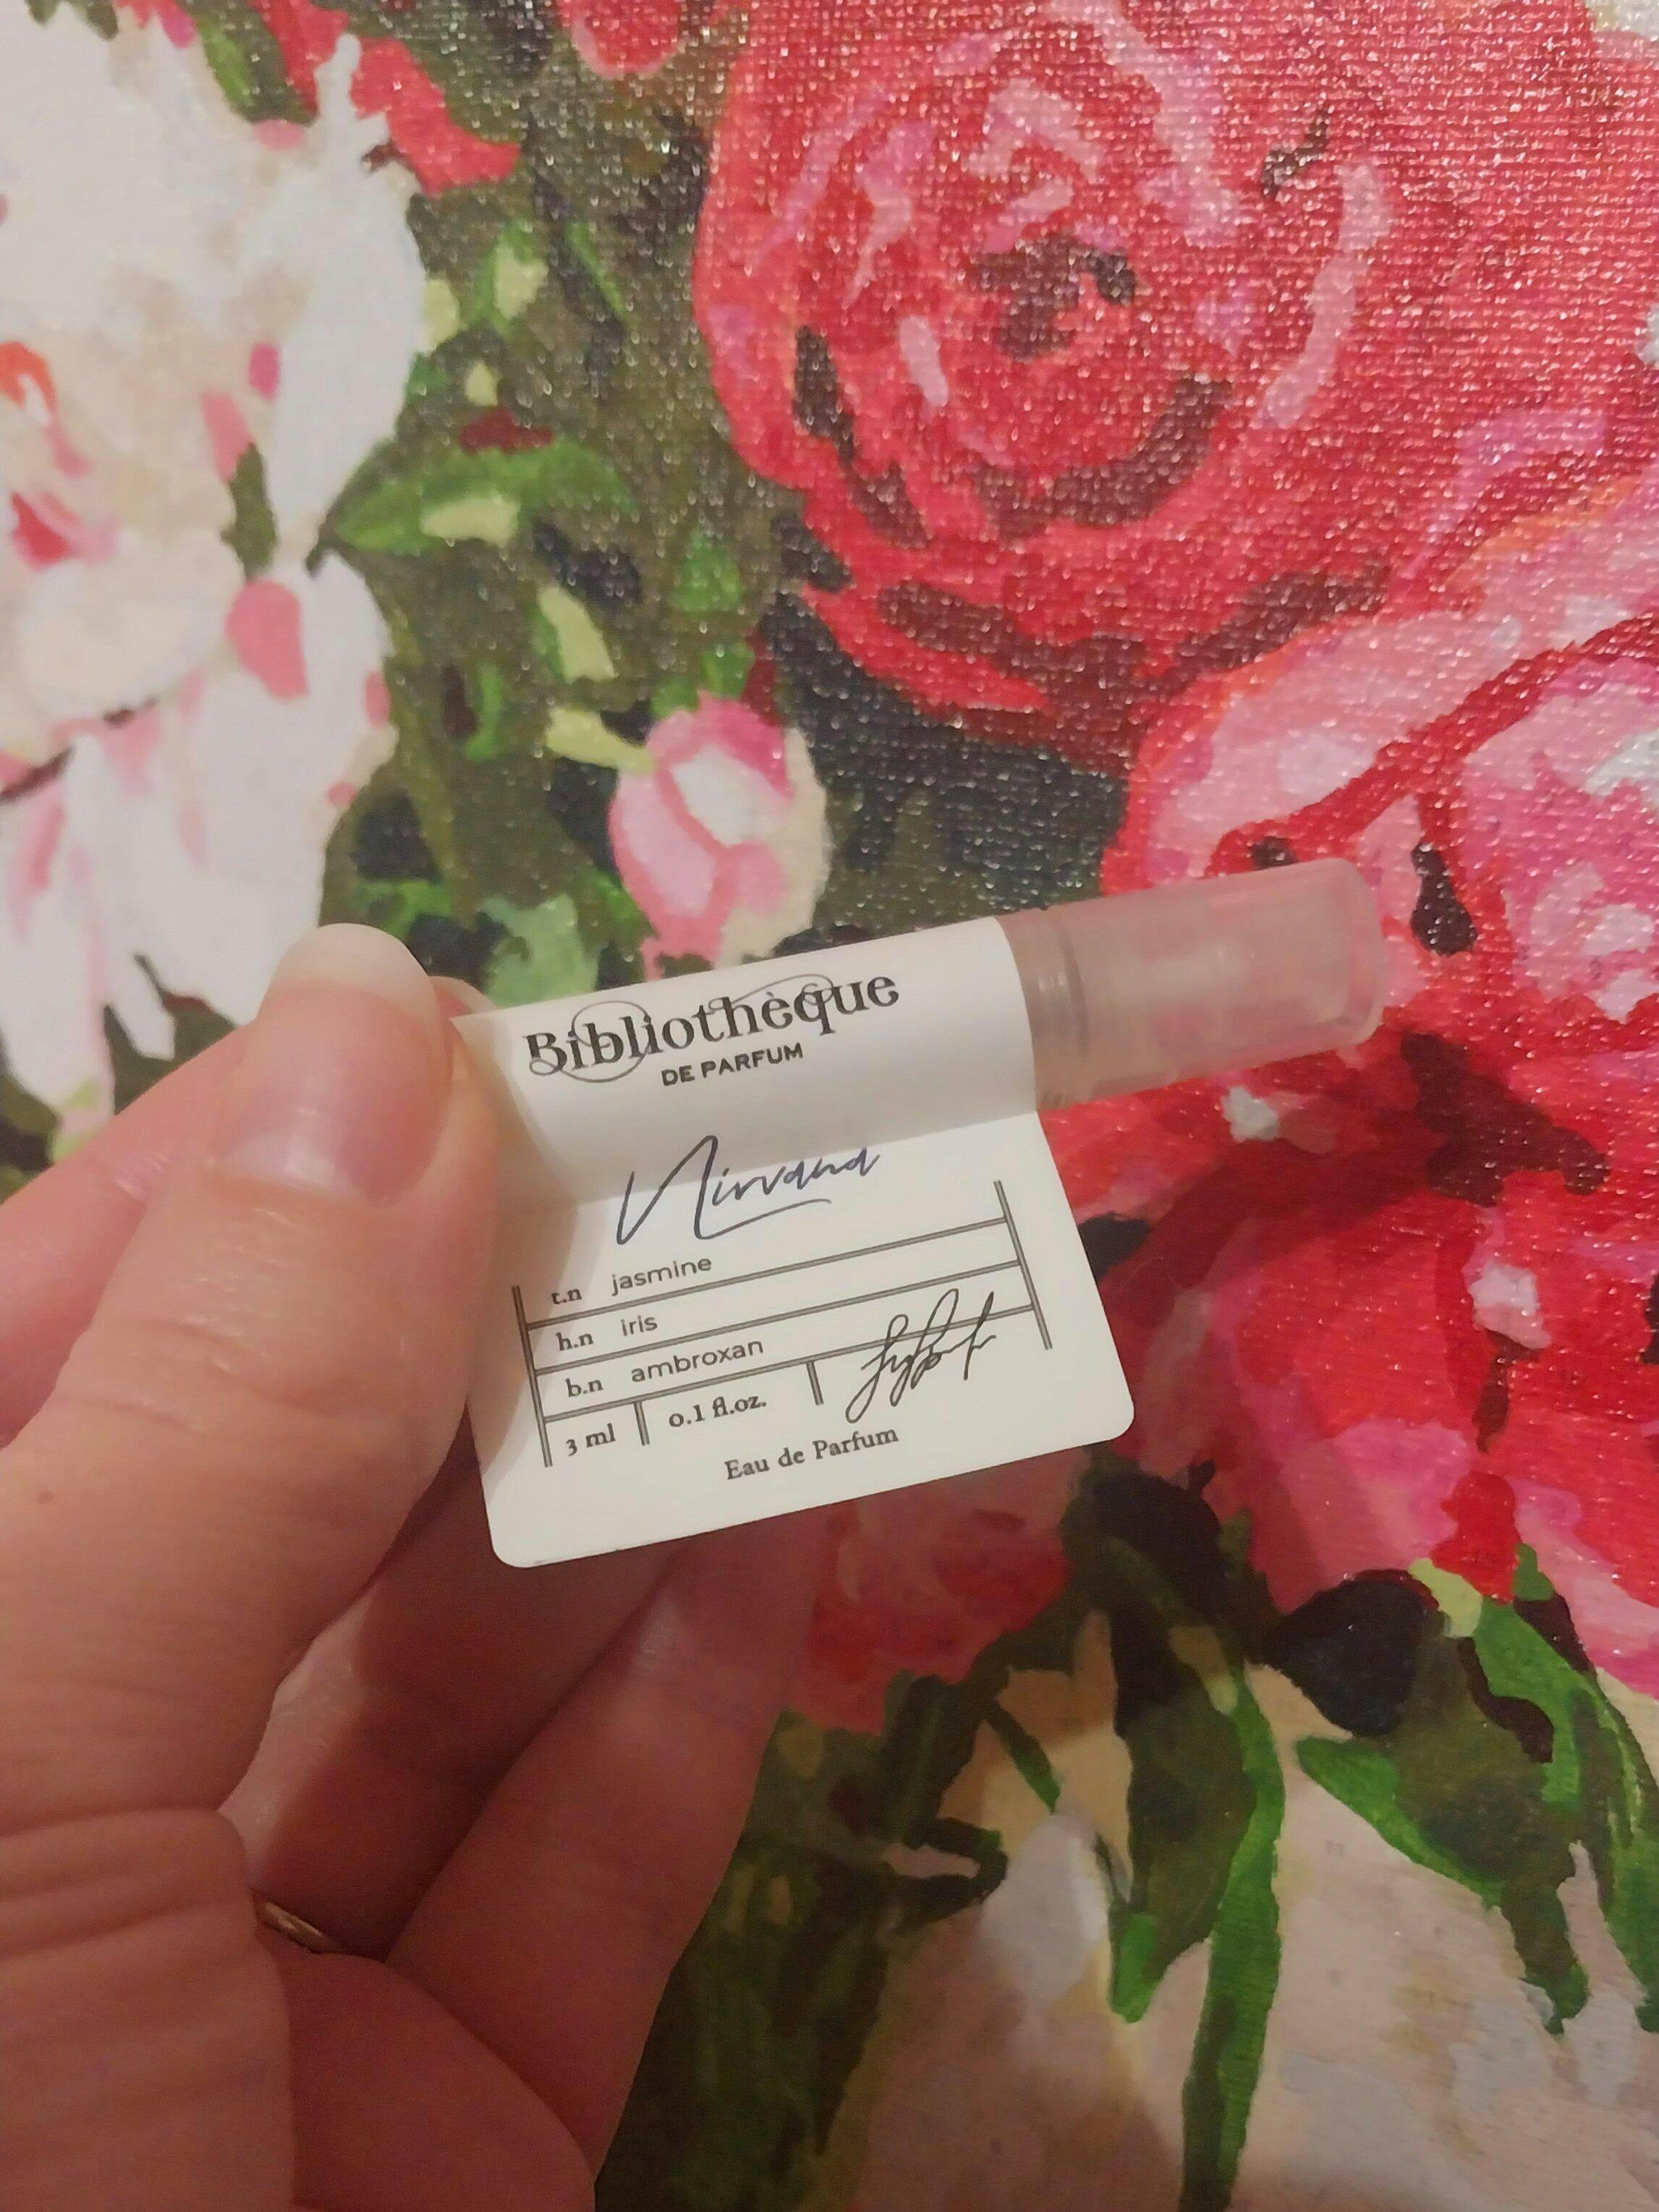 Bibliothèque
DE PARFUM
Nirvana
t.n jasmine
h.n iris
b.n ambroxan
3 ml 0.1 fl.oz.
Eau de Parfum